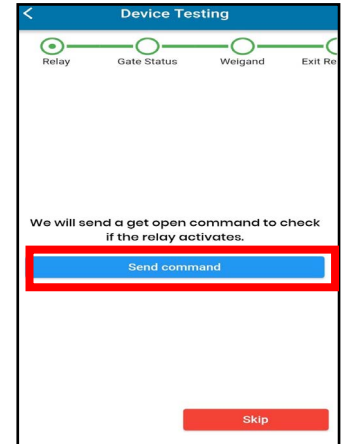 Device Testing
Relay Gate Status Weigand Exit Re
We will send a get open command to check
if the relay activates.
Send command
Skip